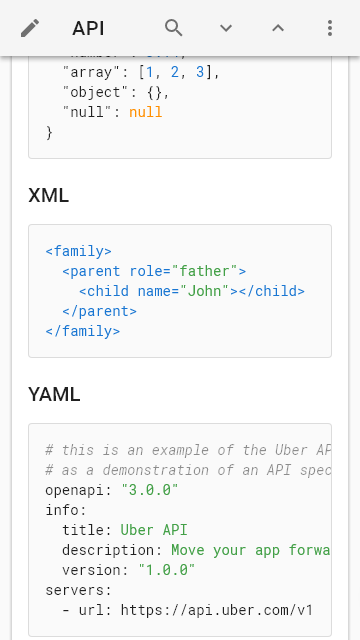 API
"array": [1, 2, 3],
"object": {},
"null": null
}
XML
<family>
<parent role="father">
<child name="John"></child>
</parent>
</family>
YAML
# this is an example of the Uber AP
# as a demonstration of an API spec
openapi: "3.0.0"
info:
title: Uber API
description: Move your app forwa
version: "1.0.0"
servers:
- url: https://api.uber.com/v1